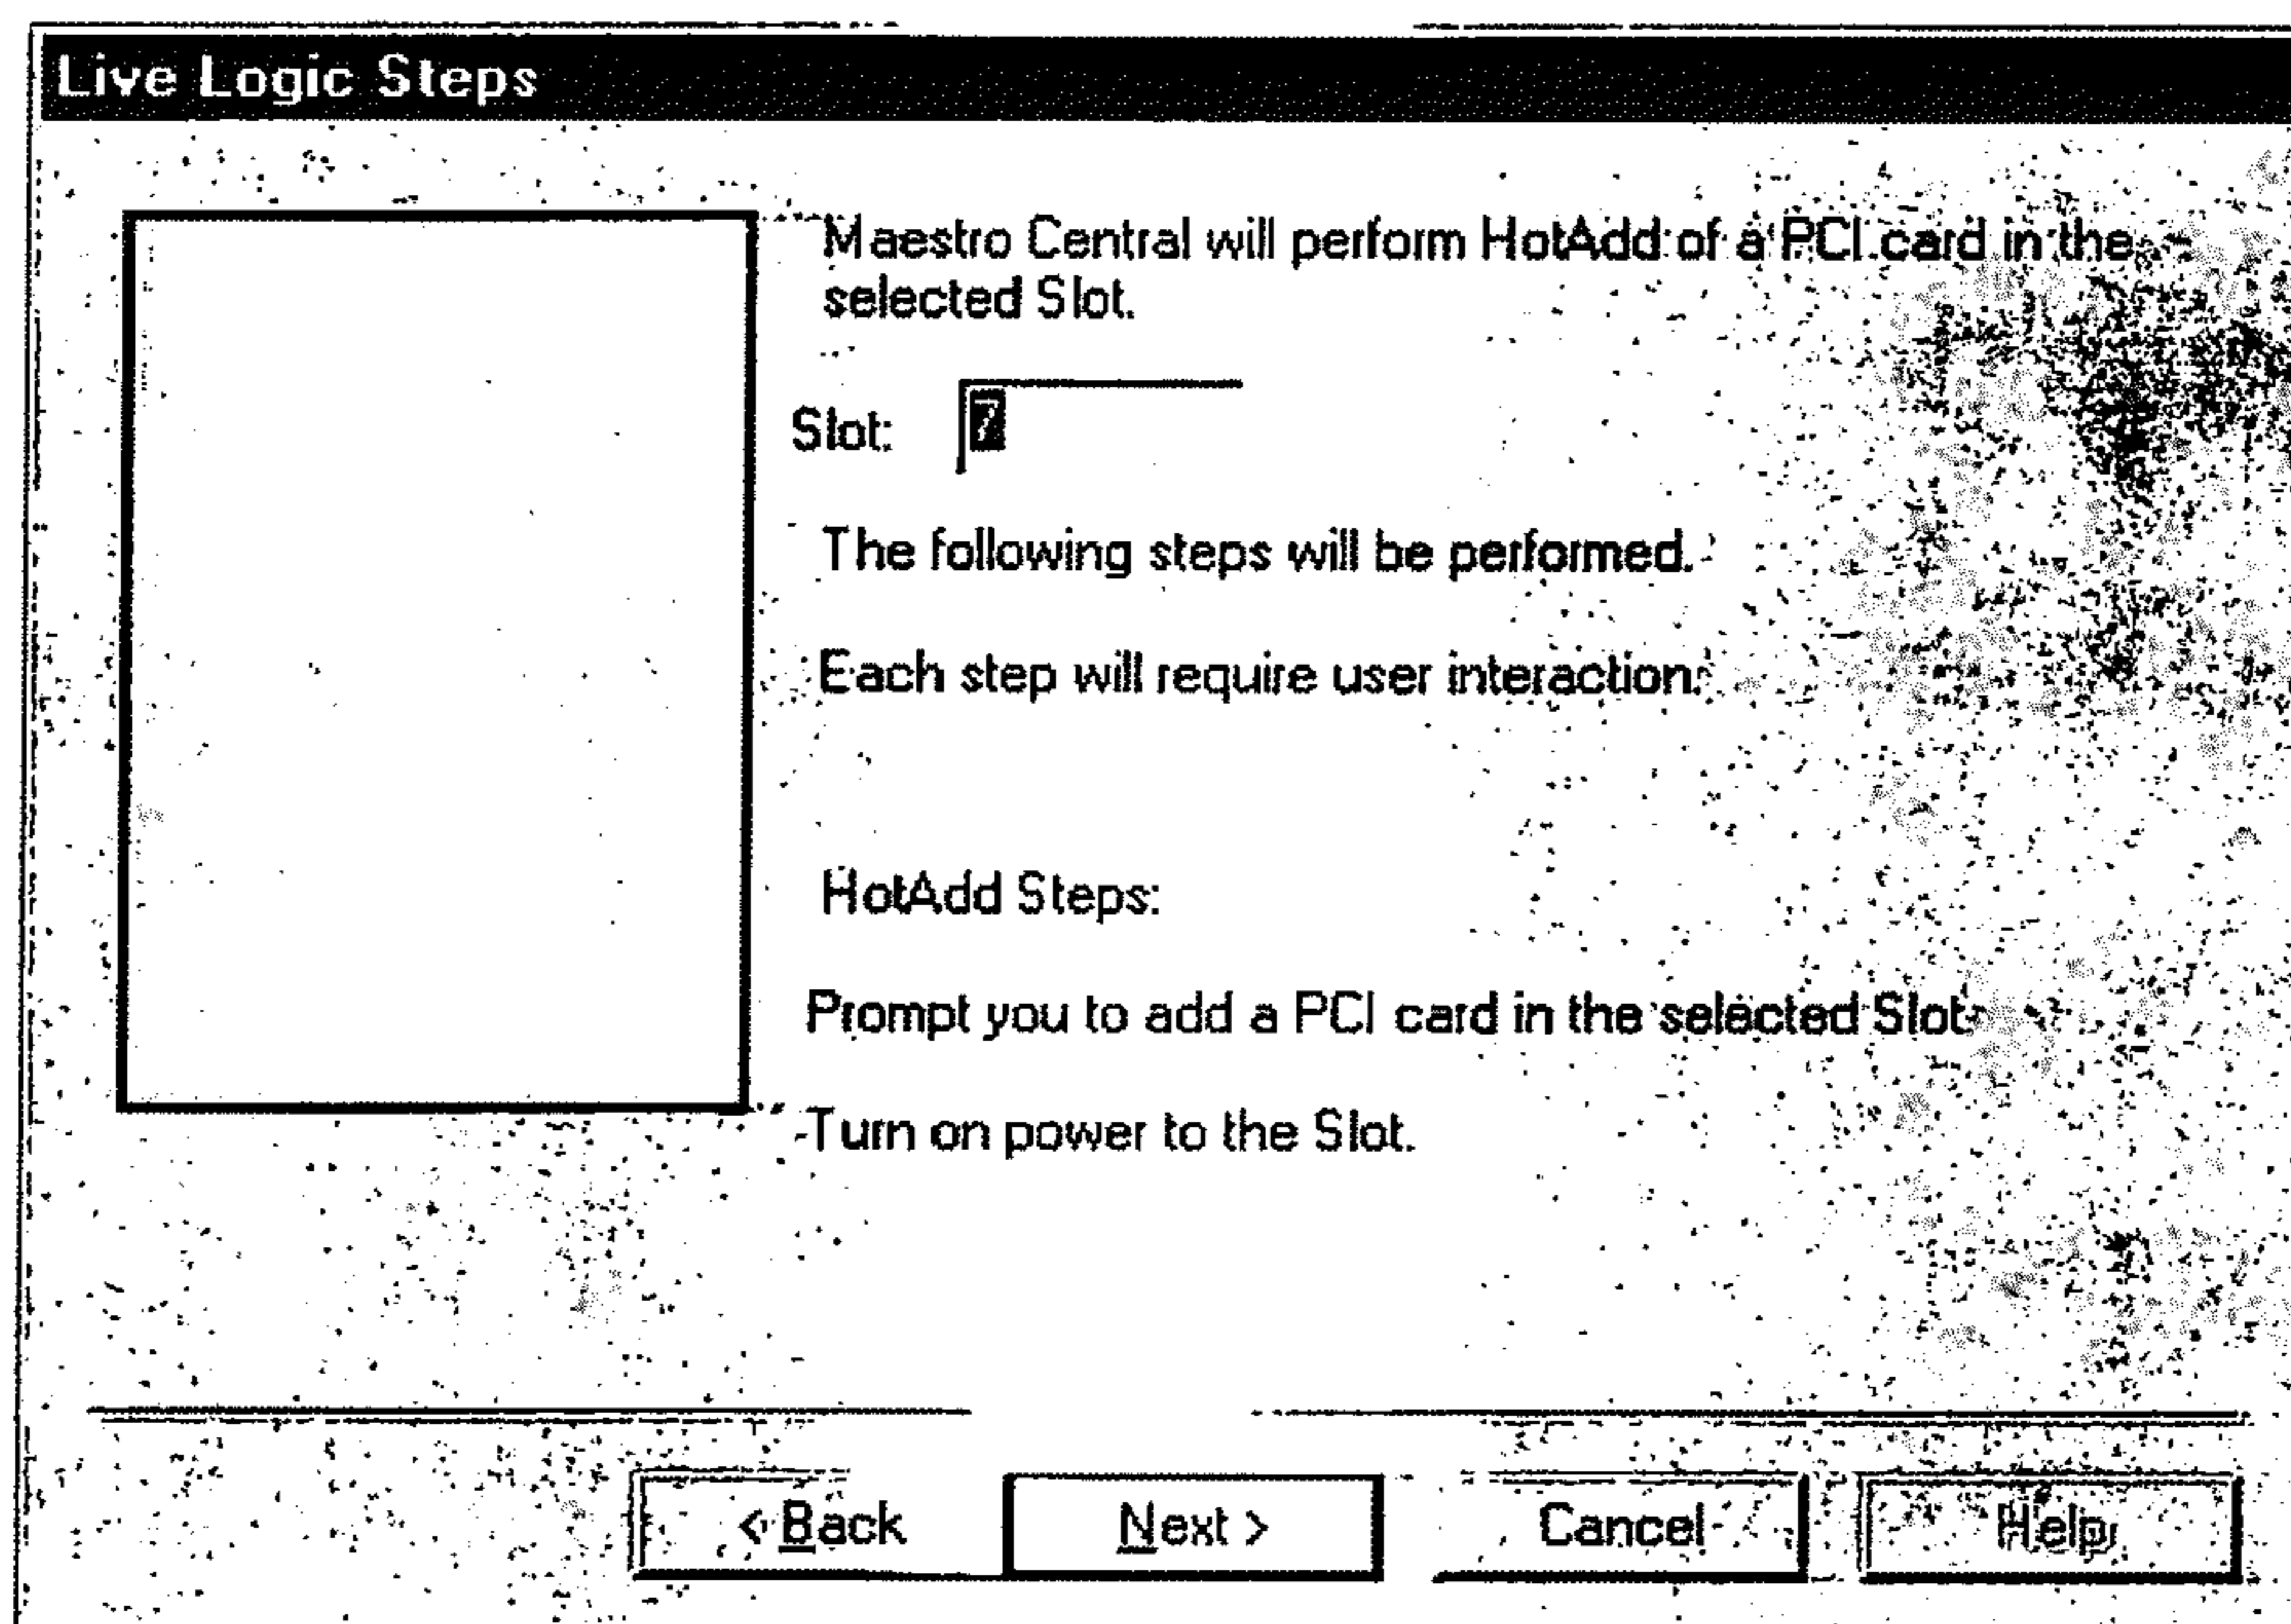 Live Logic Steps
Maestro Central will perform HotAdd of a PCI card in the
selected Slot.
Slot: 7
The following steps will be performed.
Each step will require user interaction.
HotAdd Steps:
Prompt you to add a PCI card in the selected Slot.
Turn on power to the Slot.
< Back Next > Cancel Help